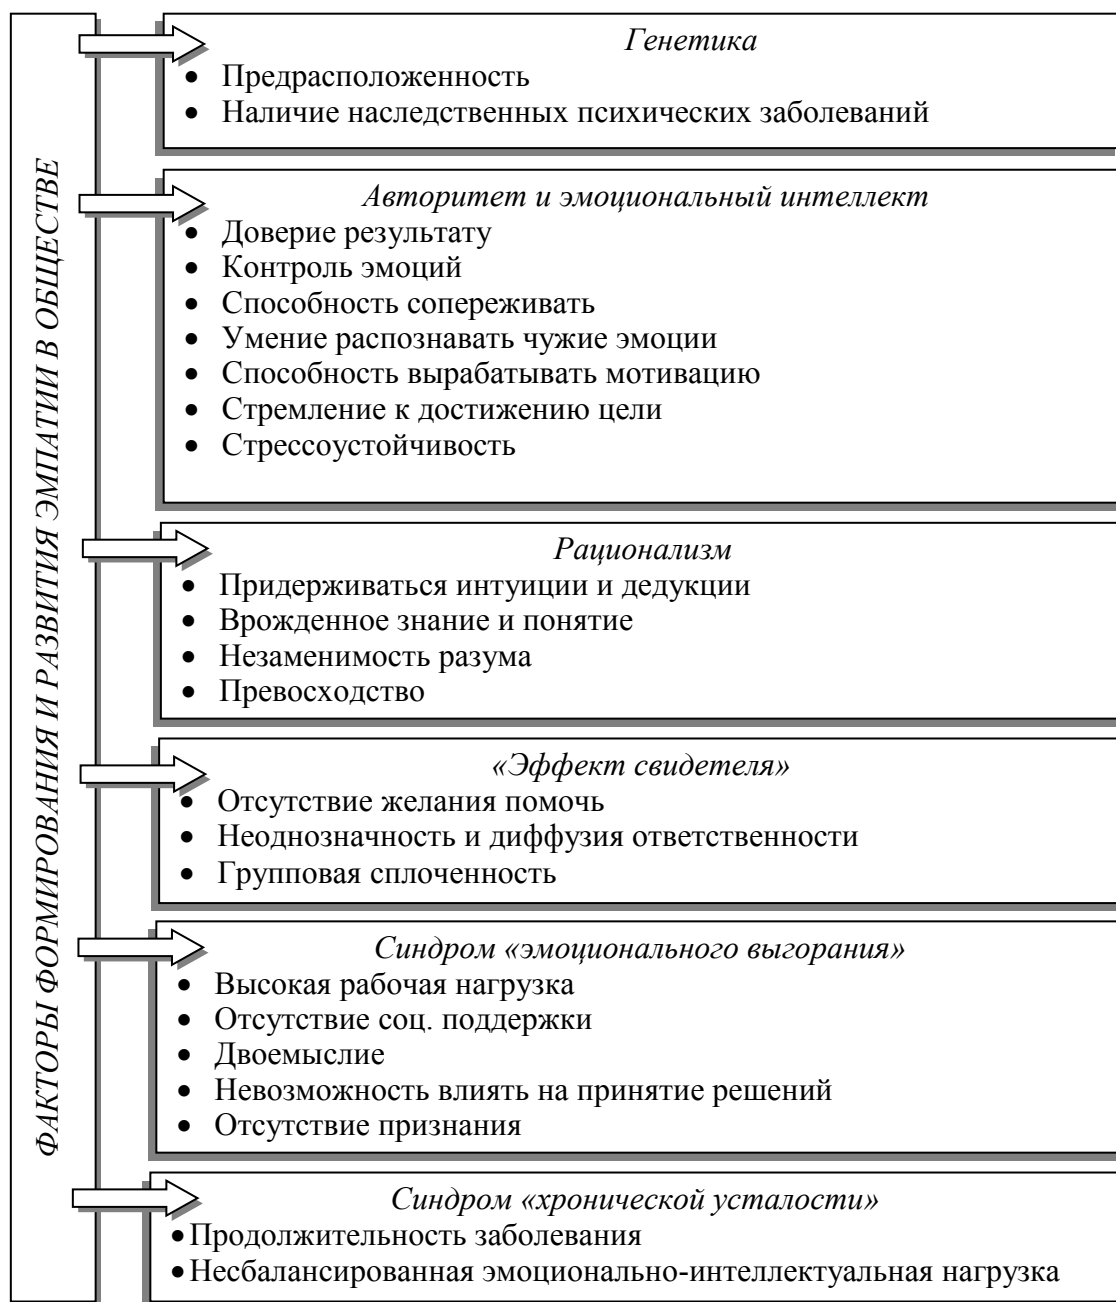 ФАКТОРЫ ФОРМИРОВАНИЯ И РАЗВИТИЯ ЭМПАТИИ В ОБЩЕСТВЕ
Генетика
• Предрасположенность
• Наличие наследственных психических заболеваний
Авторитет и эмоциональный интеллект
• Доверие результату
• Контроль эмоций
• Способность сопереживать
• Умение распознавать чужие эмоции
• Способность вырабатывать мотивацию
• Стремление к достижению цели
• Стрессоустойчивость
Рационализм
• Придерживаться интуиции и дедукции
• Врожденное знание и понятие
• Незаменимость разума
• Превосходство
«Эффект свидетеля»
• Отсутствие желания помочь
• Неоднозначность и диффузия ответственности
• Групповая сплоченность
Синдром «эмоционального выгорания»
• Высокая рабочая нагрузка
• Отсутствие соц. поддержки
• Двоемыслие
• Невозможность влиять на принятие решений
• Отсутствие признания
Синдром «хронической усталости»
• Продолжительность заболевания
• Несбалансированная эмоционально-интеллектуальная нагрузка